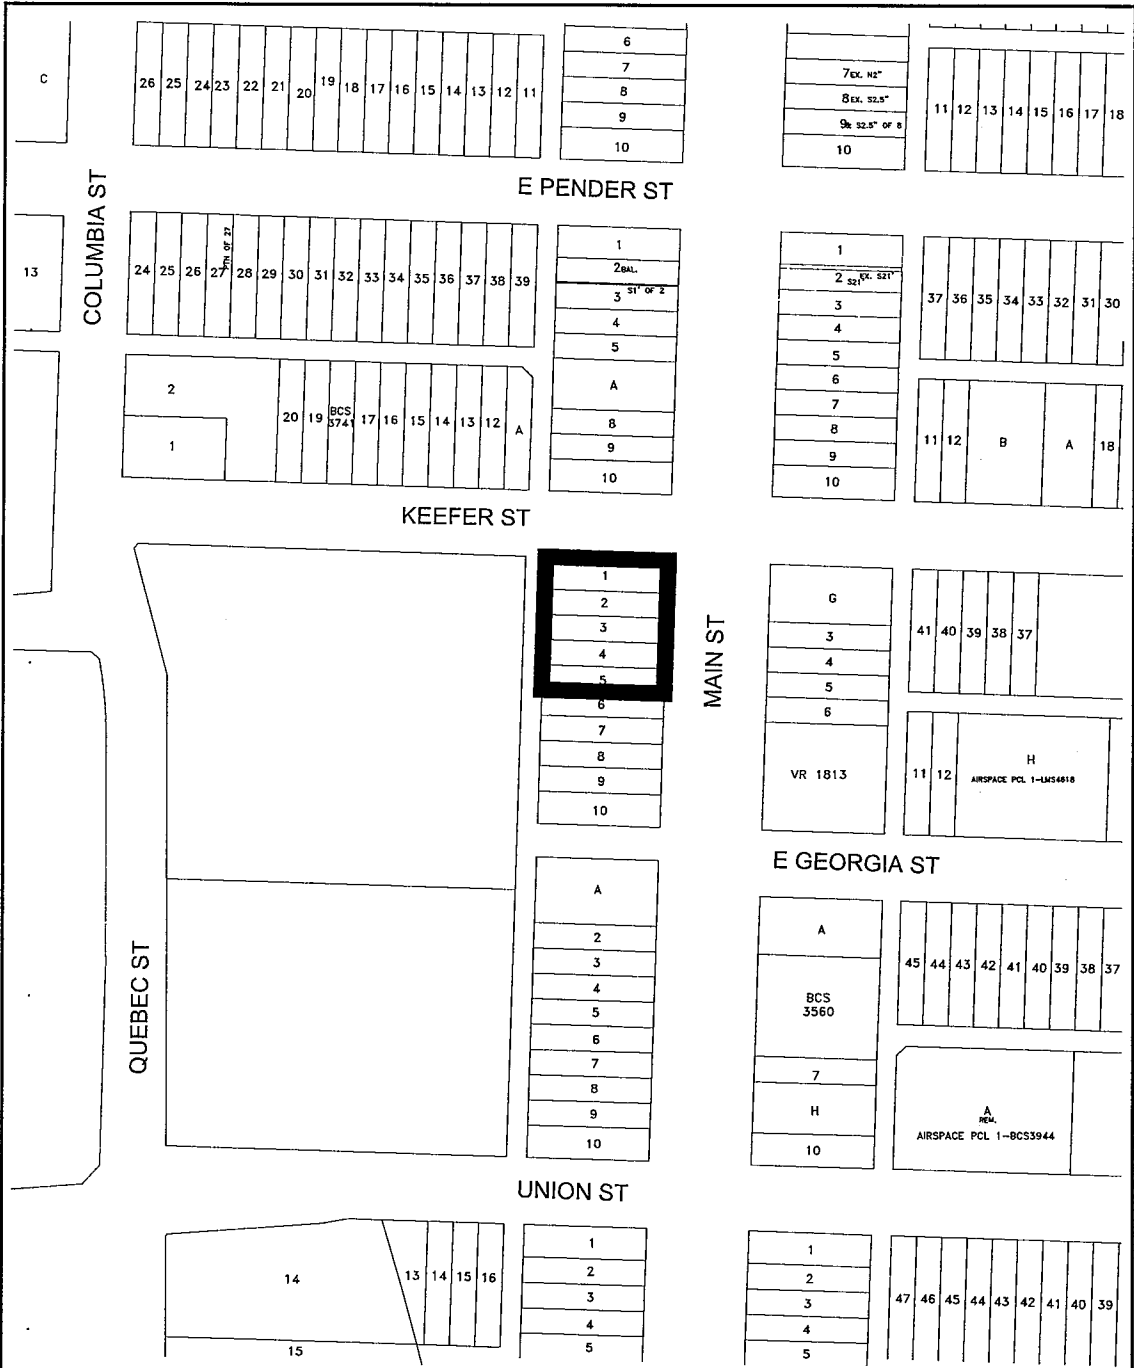 C
26 25 24 23 22 21 20 19 18 17 16 15 14 13 12 11
6
7
8
9
10
7 EX. N2"
8 EX. S2.5"
9& S2.5" OF 8
10
11 12 13 14 15 16 17 18
E PENDER ST
COLUMBIA ST
13
24 25 26 27 PTN OF 27 28 29 30 31 32 33 34 35 36 37 38 39
1
2 BAL.
3 S1' OF 2
4
5
A
8
9
10
1
2 EX. S21'
S21'
3
4
5
6
7
8
9
10
37 36 35 34 33 32 31 30
2
1
20 19 BCS 3741 17 16 15 14 13 12 A
11 12 B A 18
KEEFER ST
1
2
3
4
5
6
7
8
9
10
MAIN ST
G
3
4
5
6
VR 1813
41 40 39 38 37
11 12 H
AIRSPACE PCL 1-LMS4618
E GEORGIA ST
A
2
3
4
5
6
7
8
9
10
QUEBEC ST
A
BCS
3560
7
H
10
45 44 43 42 41 40 39 38 37
A
REM.
AIRSPACE PCL 1-BCS3944
UNION ST
14
13 14 15 16
15
1
2
3
4
5
1
2
3
4
5
47 46 45 44 43 42 41 40 39